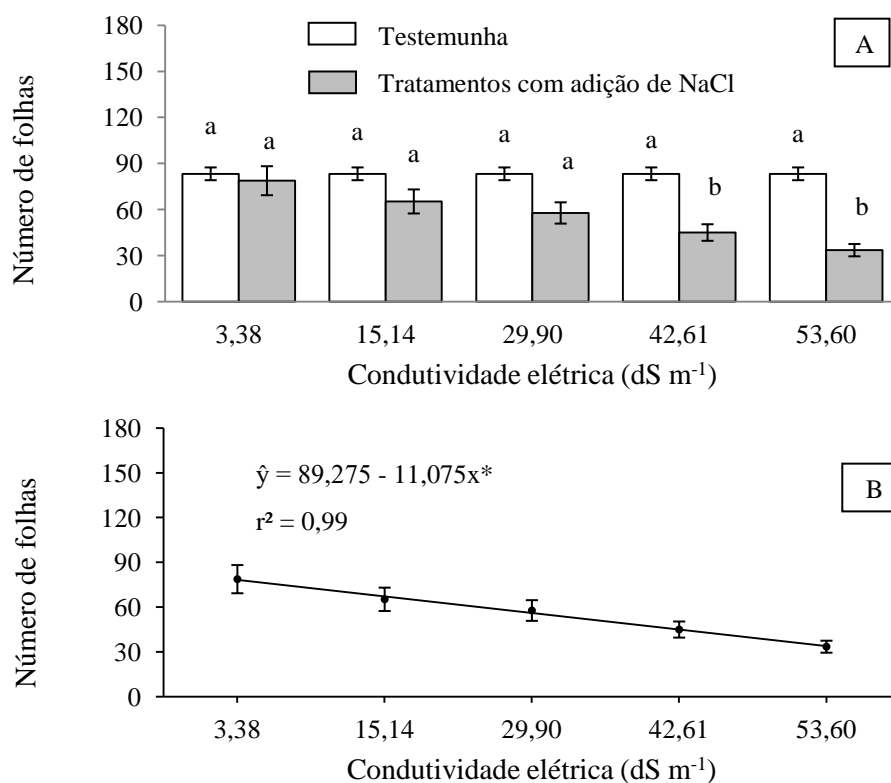 180
150
120
90
60
30
0
Número de folhas
Testemunha
Tratamentos com adição de NaCl
A
a a a a a a a b a b
3,38 15,14 29,90 42,61 53,60
Condutividade elétrica (dS m⁻¹)
180
150
120
90
60
30
0
Número de folhas
ŷ = 89,275 - 11,075x*
r² = 0,99
B
3,38 15,14 29,90 42,61 53,60
Condutividade elétrica (dS m⁻¹)